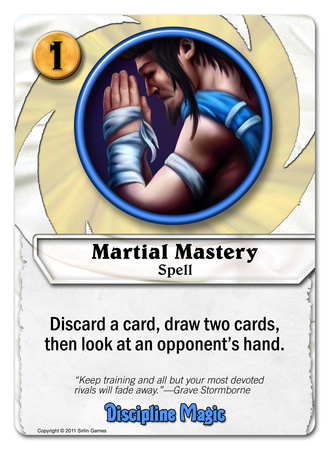 1
Martial Mastery
Spell
Discard a card, draw two cards,
then look at an opponent's hand.
"Keep training and all but your most devoted
rivals will fade away."—Grave Stormborne
Discipline Magic
Copyright © 2011 Sirlin Games